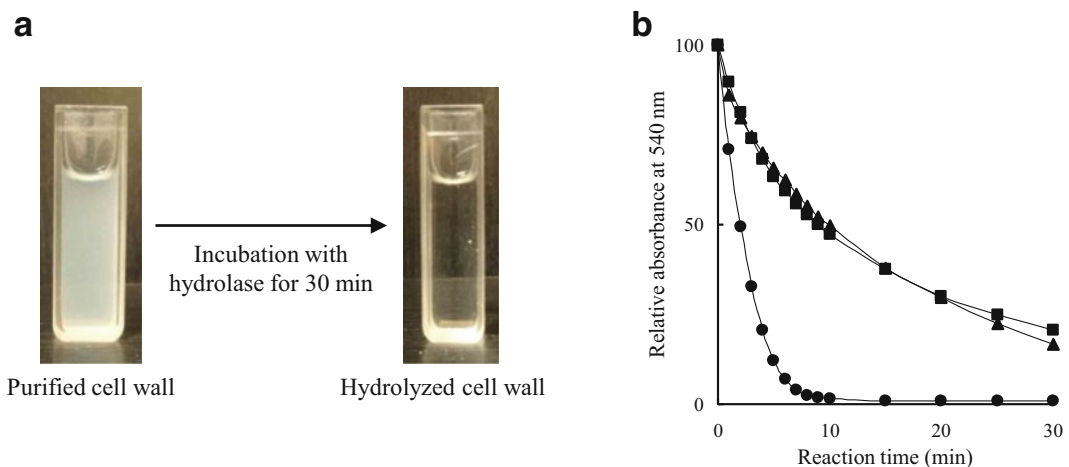 a
Incubation with
hydrolase for 30 min
Purified cell wall
Hydrolyzed cell wall
b
Relative absorbance at 540 nm
100
50
0
0 10 20 30
Reaction time (min)